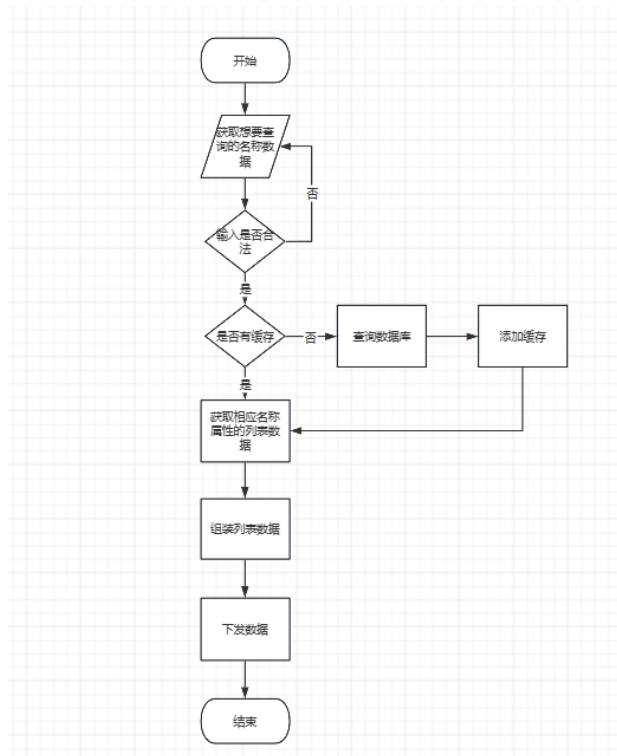 开始
获取想要查
询的名称数
据
否
输入是否合
法
是
是否有缓存
否
查询数据库
添加缓存
是
获取相应名称
属性的列表数
据
组装列表数据
下发数据
结束